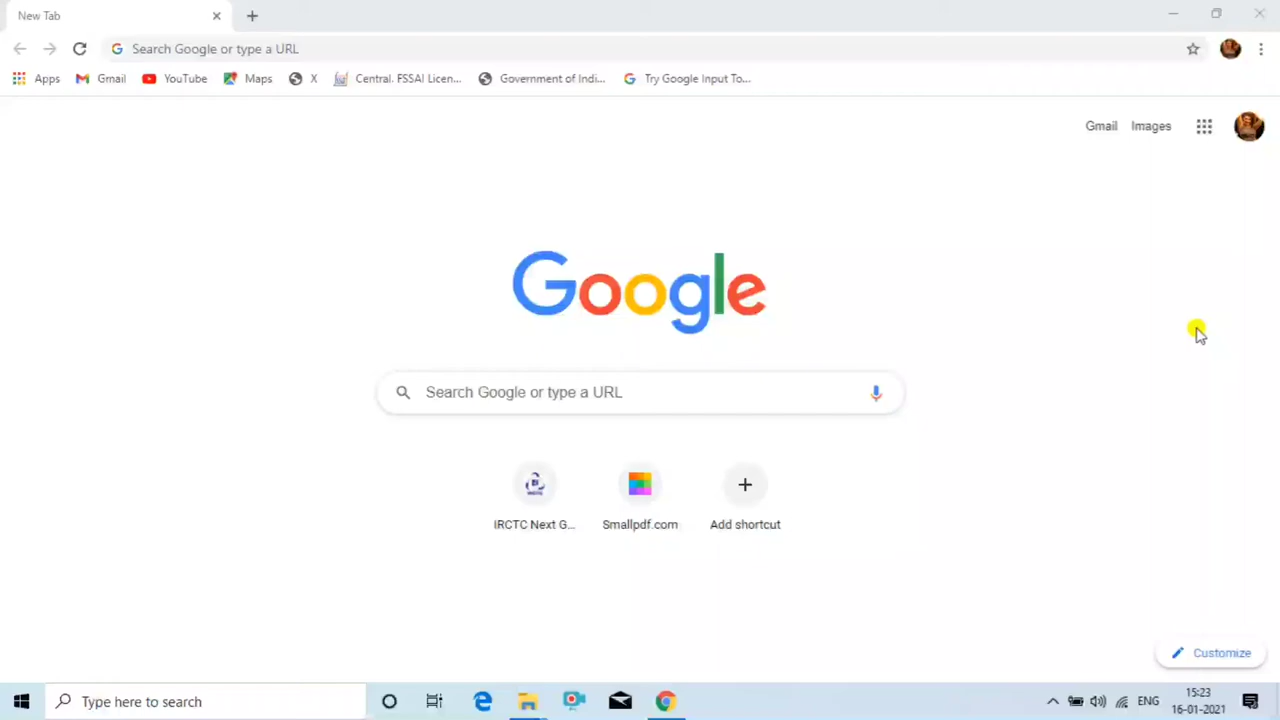 New Tab
Search Google or type a URL
Apps Gmail YouTube Maps X Central. FSSAI Licen... Government of Indi... Try Google Input To...
Gmail Images
Google
Search Google or type a URL
IRCTC Next G... Smallpdf.com Add shortcut
Customize
Type here to search
ENG
15:23
16-01-2021